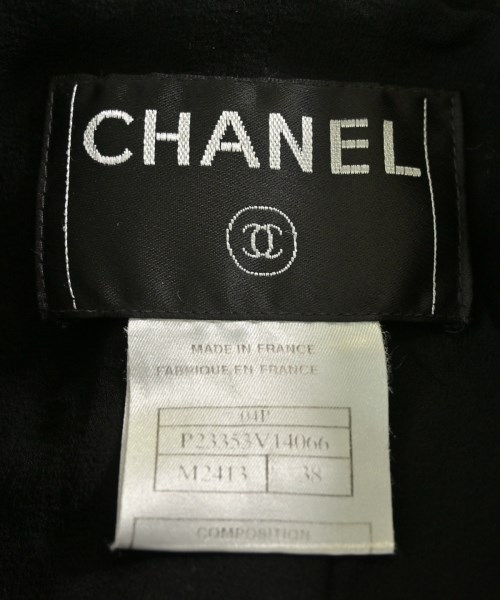 CHANEL
MADE IN FRANCE
FABRIQUE EN FRANCE
04P
P23353V14066
M2413 38
COMPOSITION